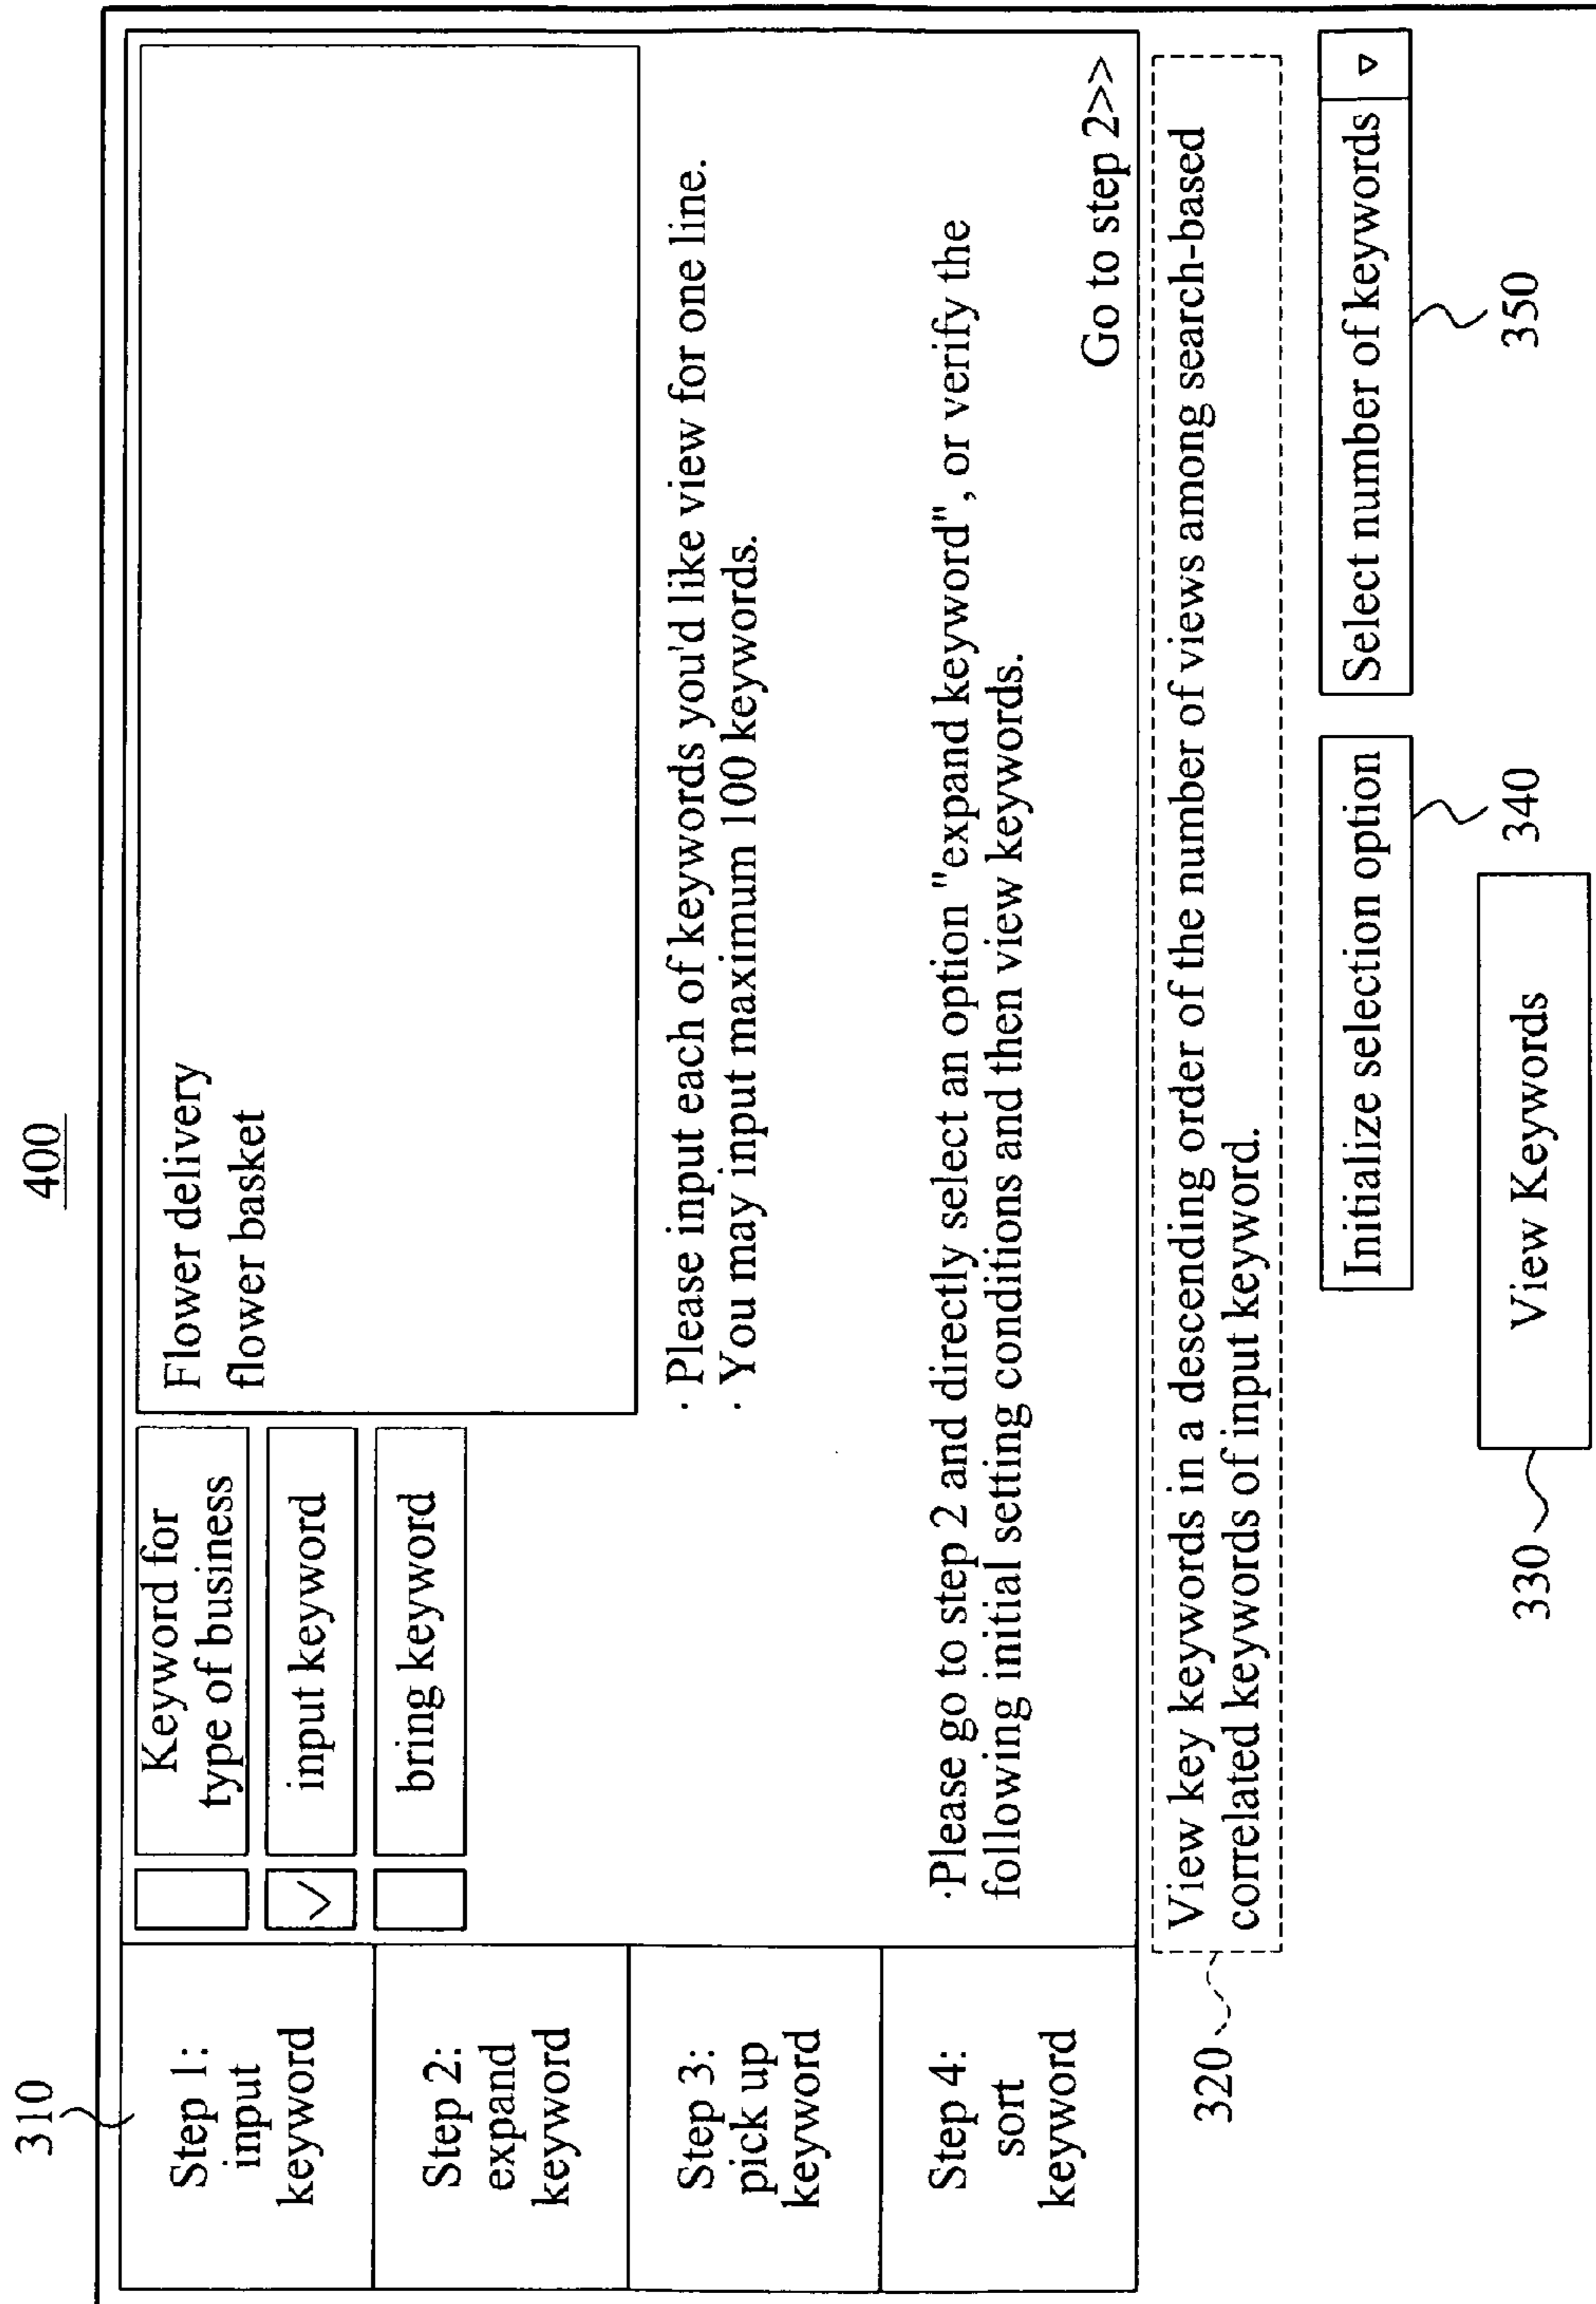 400
310
Step 1:
input
keyword
Step 2:
expand
keyword
Step 3:
pick up
keyword
Step 4:
sort
keyword
Keyword for
type of business
input keyword
bring keyword
Flower delivery
flower basket
· Please input each of keywords you'd like view for one line.
· You may input maximum 100 keywords.
·Please go to step 2 and directly select an option "expand keyword", or verify the
following initial setting conditions and then view keywords.
Go to step 2>>
320
View key keywords in a descending order of the number of views among search-based
correlated keywords of input keyword.
Initialize selection option
Select number of keywords
340
350
330
View Keywords